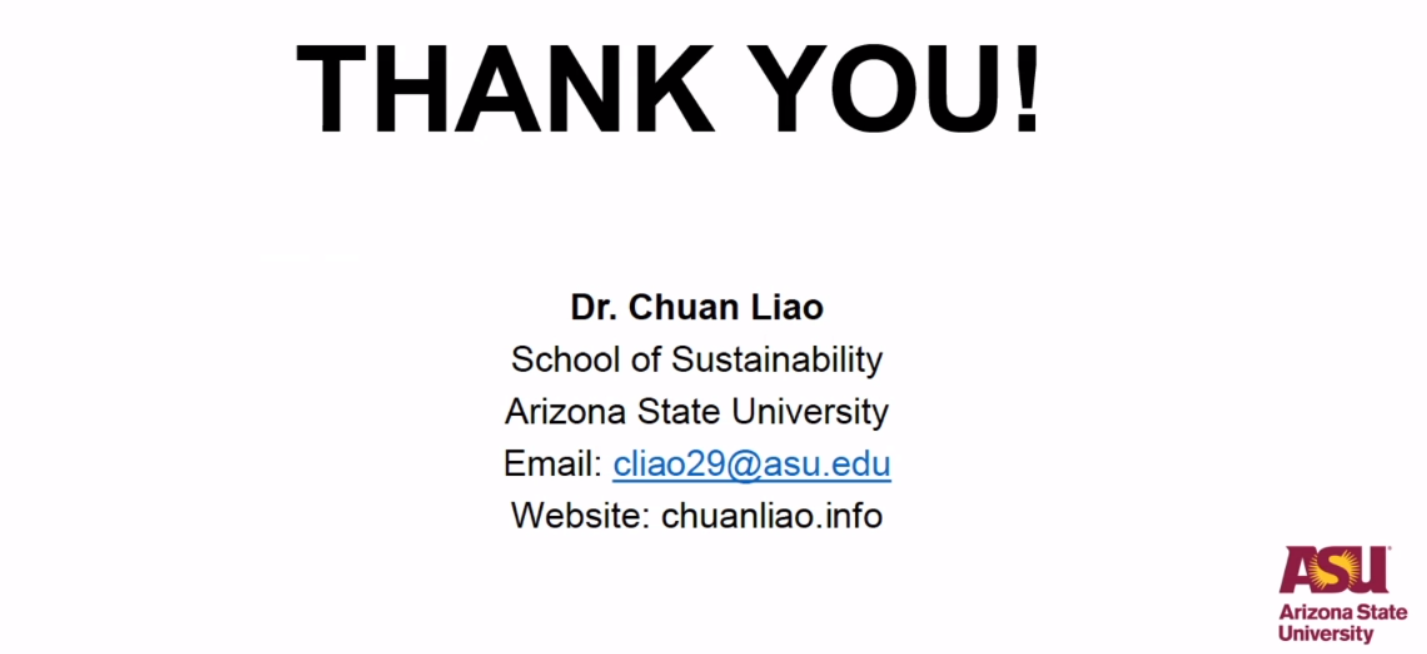 THANK YOU!
Dr. Chuan Liao
School of Sustainability
Arizona State University
Email: cliao29@asu.edu
Website: chuanliao.info
ASU
Arizona State
University